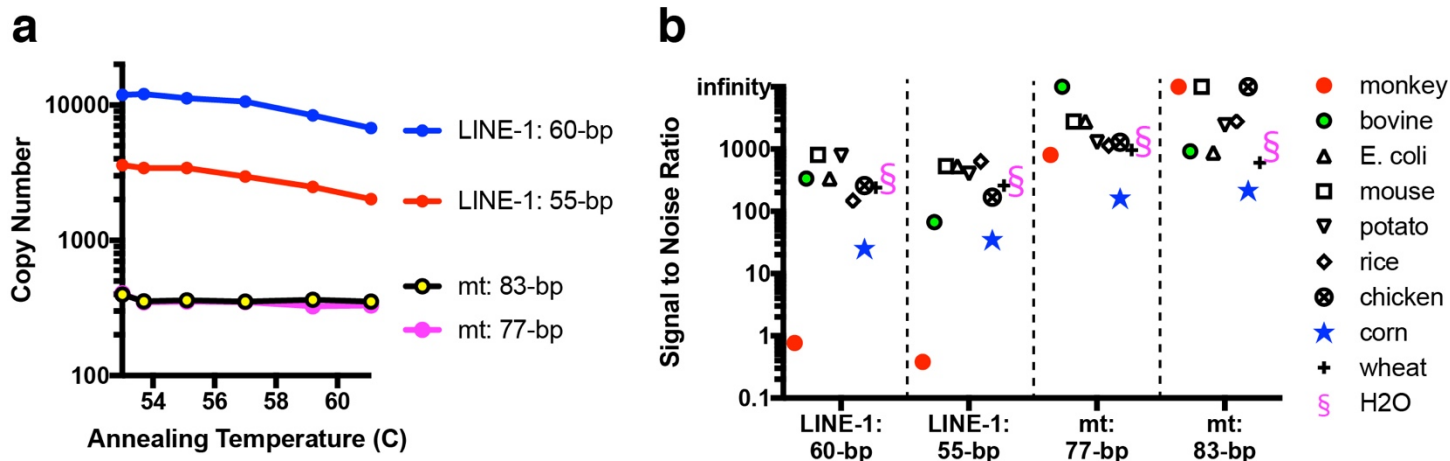 a
10000
1000
100
Copy Number
54 56 58 60
Annealing Temperature (C)
LINE-1: 60-bp
LINE-1: 55-bp
mt: 83-bp
mt: 77-bp
b
infinity
1000
100
10
1
0.1
Signal to Noise Ratio
LINE-1: LINE-1: mt: mt:
60-bp 55-bp 77-bp 83-bp
monkey
bovine
E. coli
mouse
potato
rice
chicken
corn
wheat
§ H2O